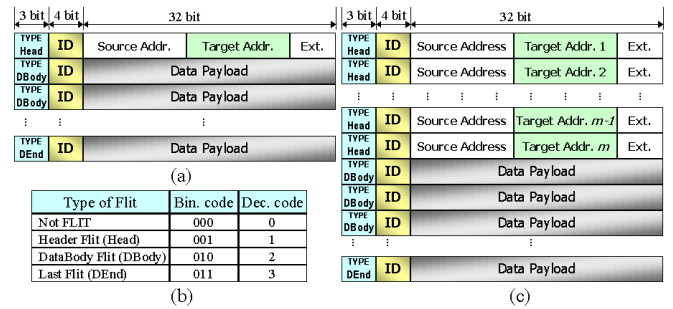 3 bit 4 bit 32 bit
TYPE Head ID Source Addr. Target Addr. Ext.
TYPE DBody ID Data Payload
TYPE DBody ID Data Payload
TYPE DEnd ID Data Payload
(a)
Type of Flit Bin. code Dec. code
Not FLIT 000 0
Header Flit (Head) 001 1
DataBody Flit (DBody) 010 2
Last Flit (DEnd) 011 3
(b)
3 bit 4 bit 32 bit
TYPE Head ID Source Address Target Addr. 1 Ext.
TYPE Head ID Source Address Target Addr. 2 Ext.
TYPE Head ID Source Address Target Addr. m-1 Ext.
TYPE Head ID Source Address Target Addr. m Ext.
TYPE DBody ID Data Payload
TYPE DBody ID Data Payload
TYPE DBody ID Data Payload
TYPE DEnd ID Data Payload
(c)